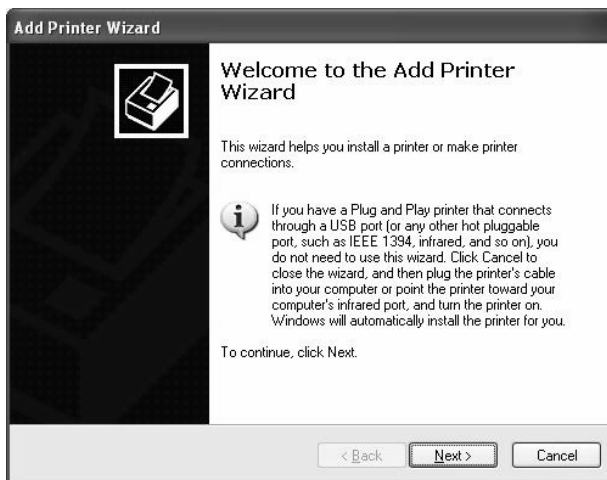 Add Printer Wizard
Welcome to the Add Printer
Wizard
This wizard helps you install a printer or make printer
connections.
If you have a Plug and Play printer that connects
through a USB port (or any other hot pluggable
port, such as IEEE 1394, infrared, and so on), you
do not need to use this wizard. Click Cancel to
close the wizard, and then plug the printer's cable
into your computer or point the printer toward your
computer's infrared port, and turn the printer on.
Windows will automatically install the printer for you.
To continue, click Next.
< Back Next > Cancel